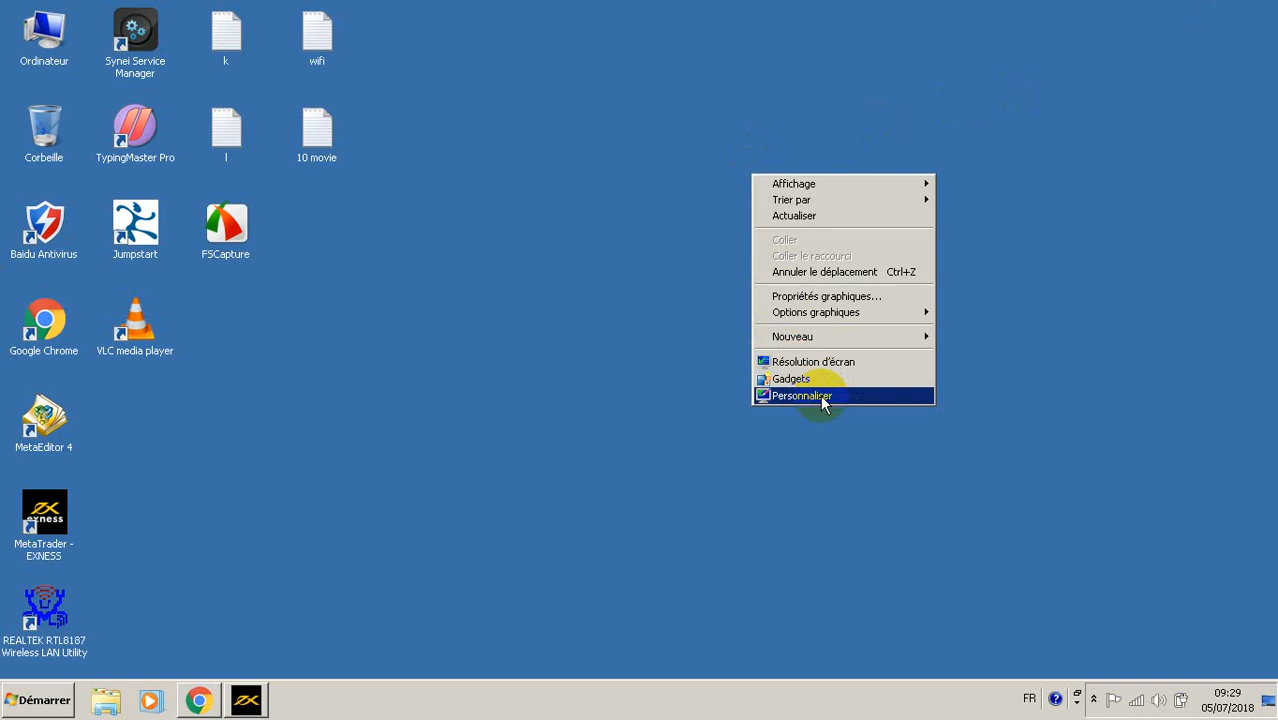 Ordinateur
Synei Service
Manager
k
wifi
Corbeille
TypingMaster Pro
l
10 movie
Baidu Antivirus
Jumpstart
FSCapture
Google Chrome
VLC media player
MetaEditor 4
exness
MetaTrader -
EXNESS
REALTEK RTL8187
Wireless LAN Utility
Affichage
Trier par
Actualiser
Coller
Coller le raccourci
Annuler le déplacement Ctrl+Z
Propriétés graphiques...
Options graphiques
Nouveau
Résolution d'écran
Gadgets
Personnaliser
Démarrer
FR
09:29
05/07/2018